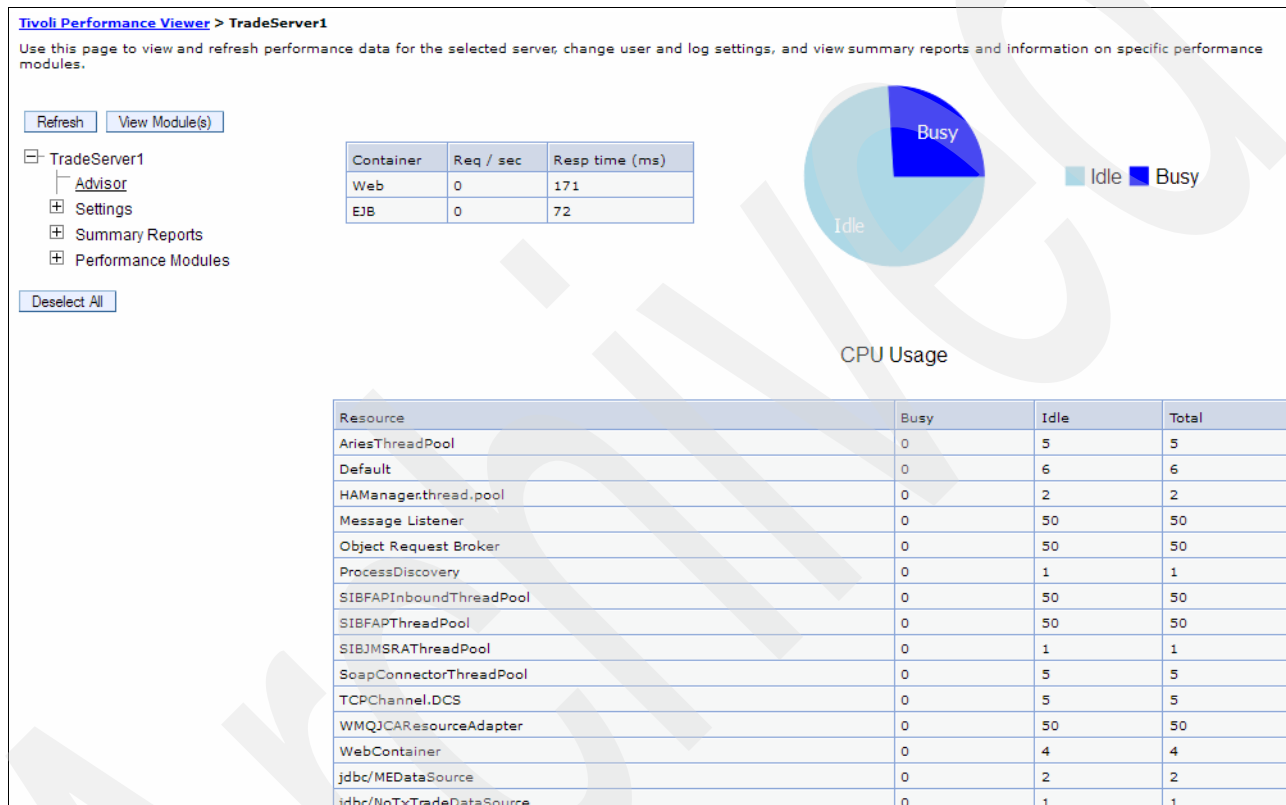 Tivoli Performance Viewer > TradeServer1
Use this page to view and refresh performance data for the selected server, change user and log settings, and view summary reports and information on specific performance
modules.
Refresh View Module(s)
TradeServer1
Advisor
Settings
Summary Reports
Performance Modules
Deselect All
Container Req / sec Resp time (ms)
Web 0 171
EJB 0 72
Busy
Idle
Idle Busy
CPU Usage
Resource Busy Idle Total
AriesThreadPool 0 5 5
Default 0 6 6
HAManager.thread.pool 0 2 2
Message Listener 0 50 50
Object Request Broker 0 50 50
ProcessDiscovery 0 1 1
SIBFAPInboundThreadPool 0 50 50
SIBFAPThreadPool 0 50 50
SIBJMSRAThreadPool 0 1 1
SoapConnectorThreadPool 0 5 5
TCPChannel.DCS 0 5 5
WMQJCAResourceAdapter 0 50 50
WebContainer 0 4 4
jdbc/MEDataSource 0 2 2
jdbc/NoTxTradeDataSource 0 1 1
Archived